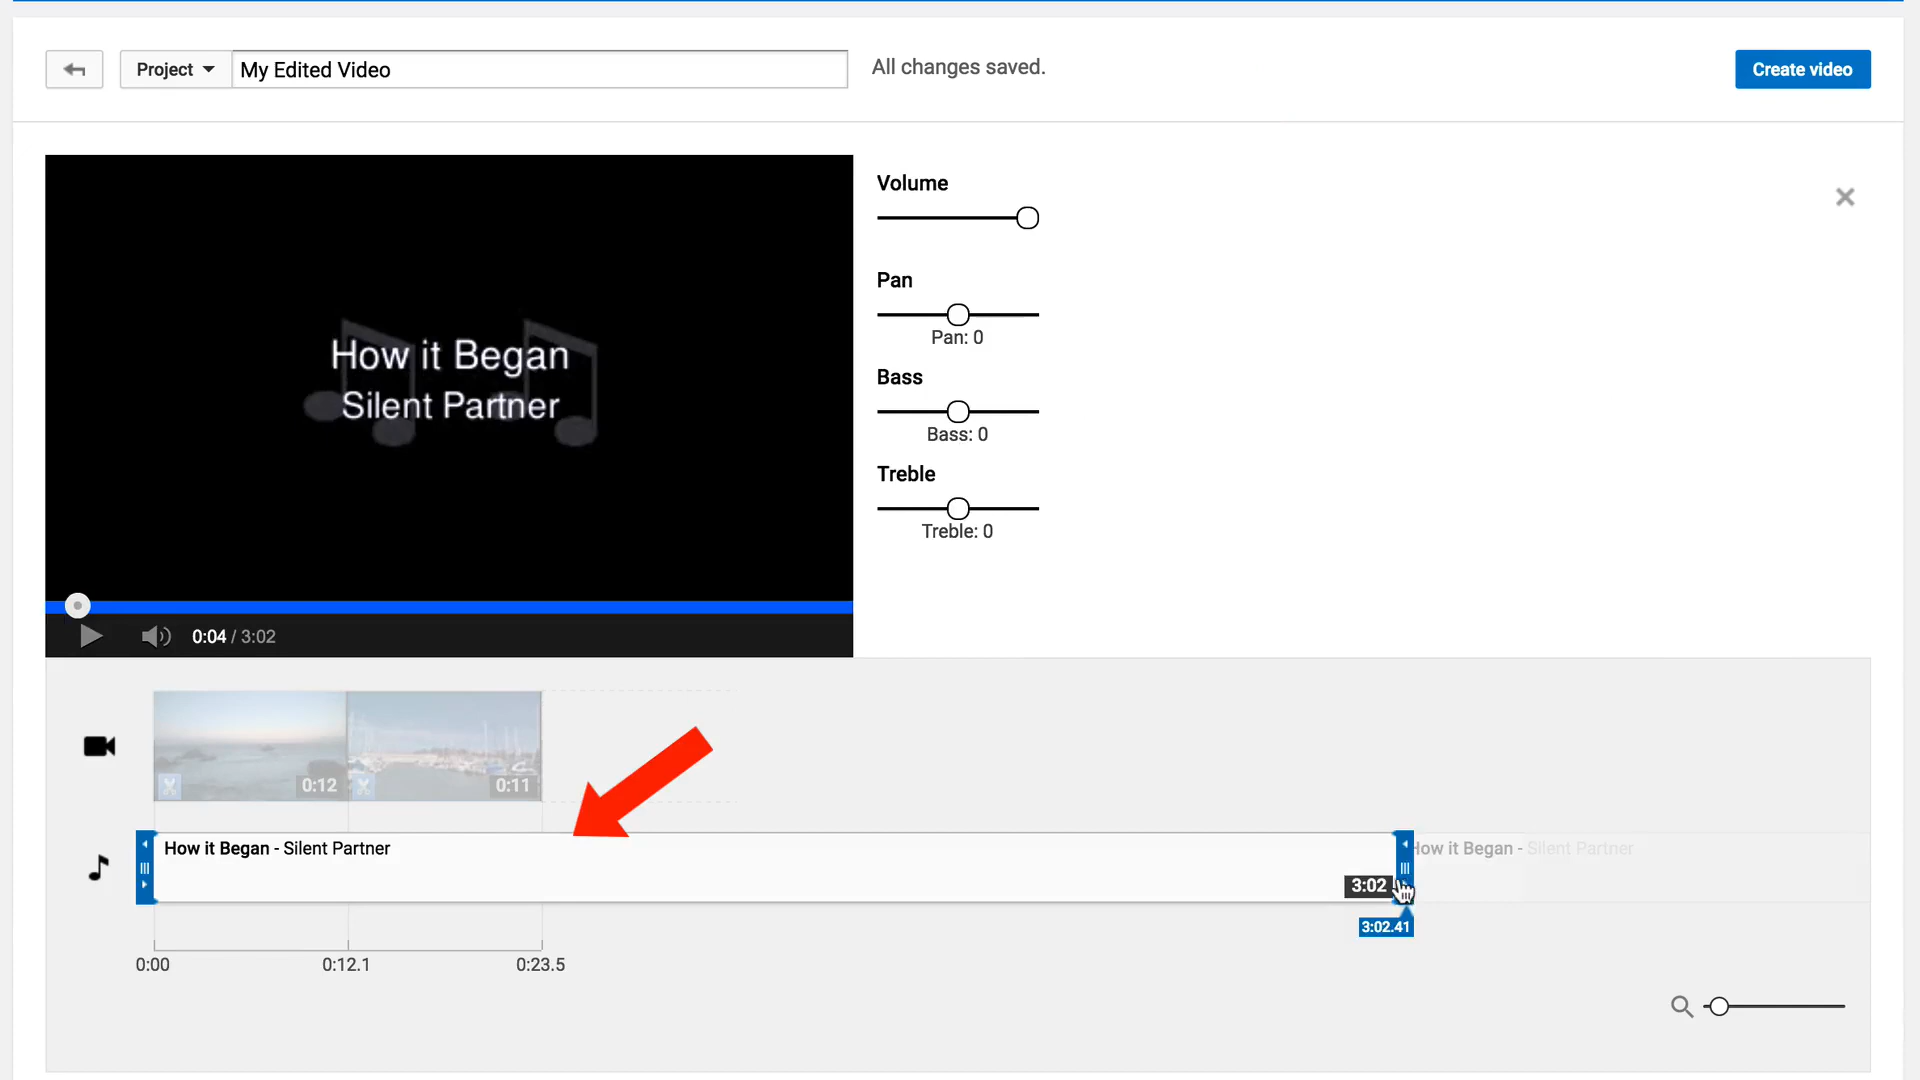 Project
My Edited Video
All changes saved.
Create video
How it Began
Silent Partner
0:04 / 3:02
Volume
Pan
Pan: 0
Bass
Bass: 0
Treble
Treble: 0
0:12
0:11
How it Began - Silent Partner
How it Began - Silent Partner
3:02
3:02.41
0:00
0:12.1
0:23.5